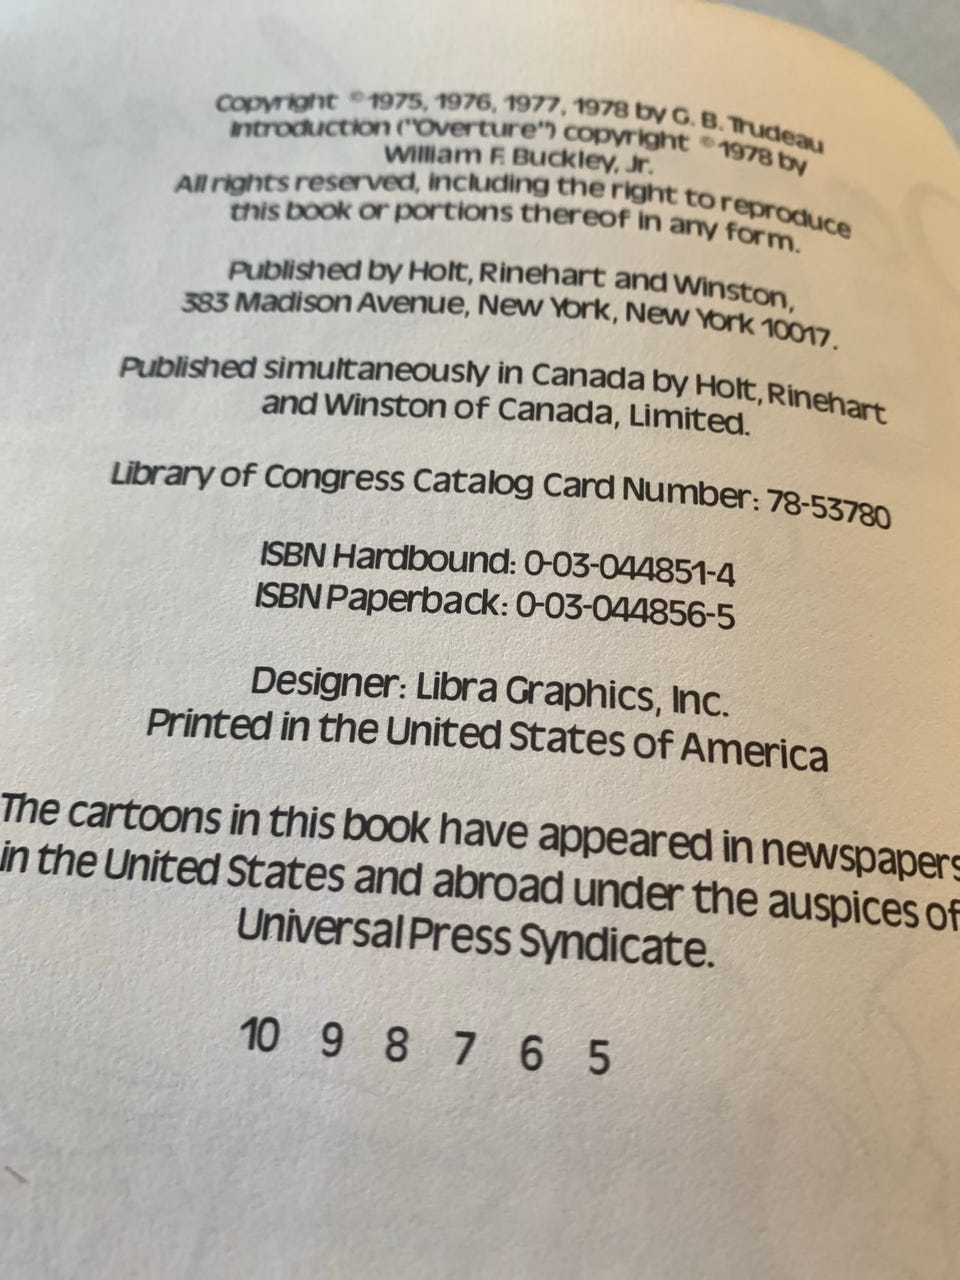 Copyright ©1975, 1976, 1977, 1978 by G. B. Trudeau
Introduction ("Overture") copyright ©1978 by
William F. Buckley, Jr.
All rights reserved, including the right to reproduce
this book or portions thereof in any form.
Published by Holt, Rinehart and Winston,
383 Madison Avenue, New York, New York 10017.
Published simultaneously in Canada by Holt, Rinehart
and Winston of Canada, Limited.
Library of Congress Catalog Card Number: 78-53780
ISBN Hardbound: 0-03-044851-4
ISBN Paperback: 0-03-044856-5
Designer: Libra Graphics, Inc.
Printed in the United States of America
The cartoons in this book have appeared in newspapers
in the United States and abroad under the auspices of
Universal Press Syndicate.
10 9 8 7 6 5